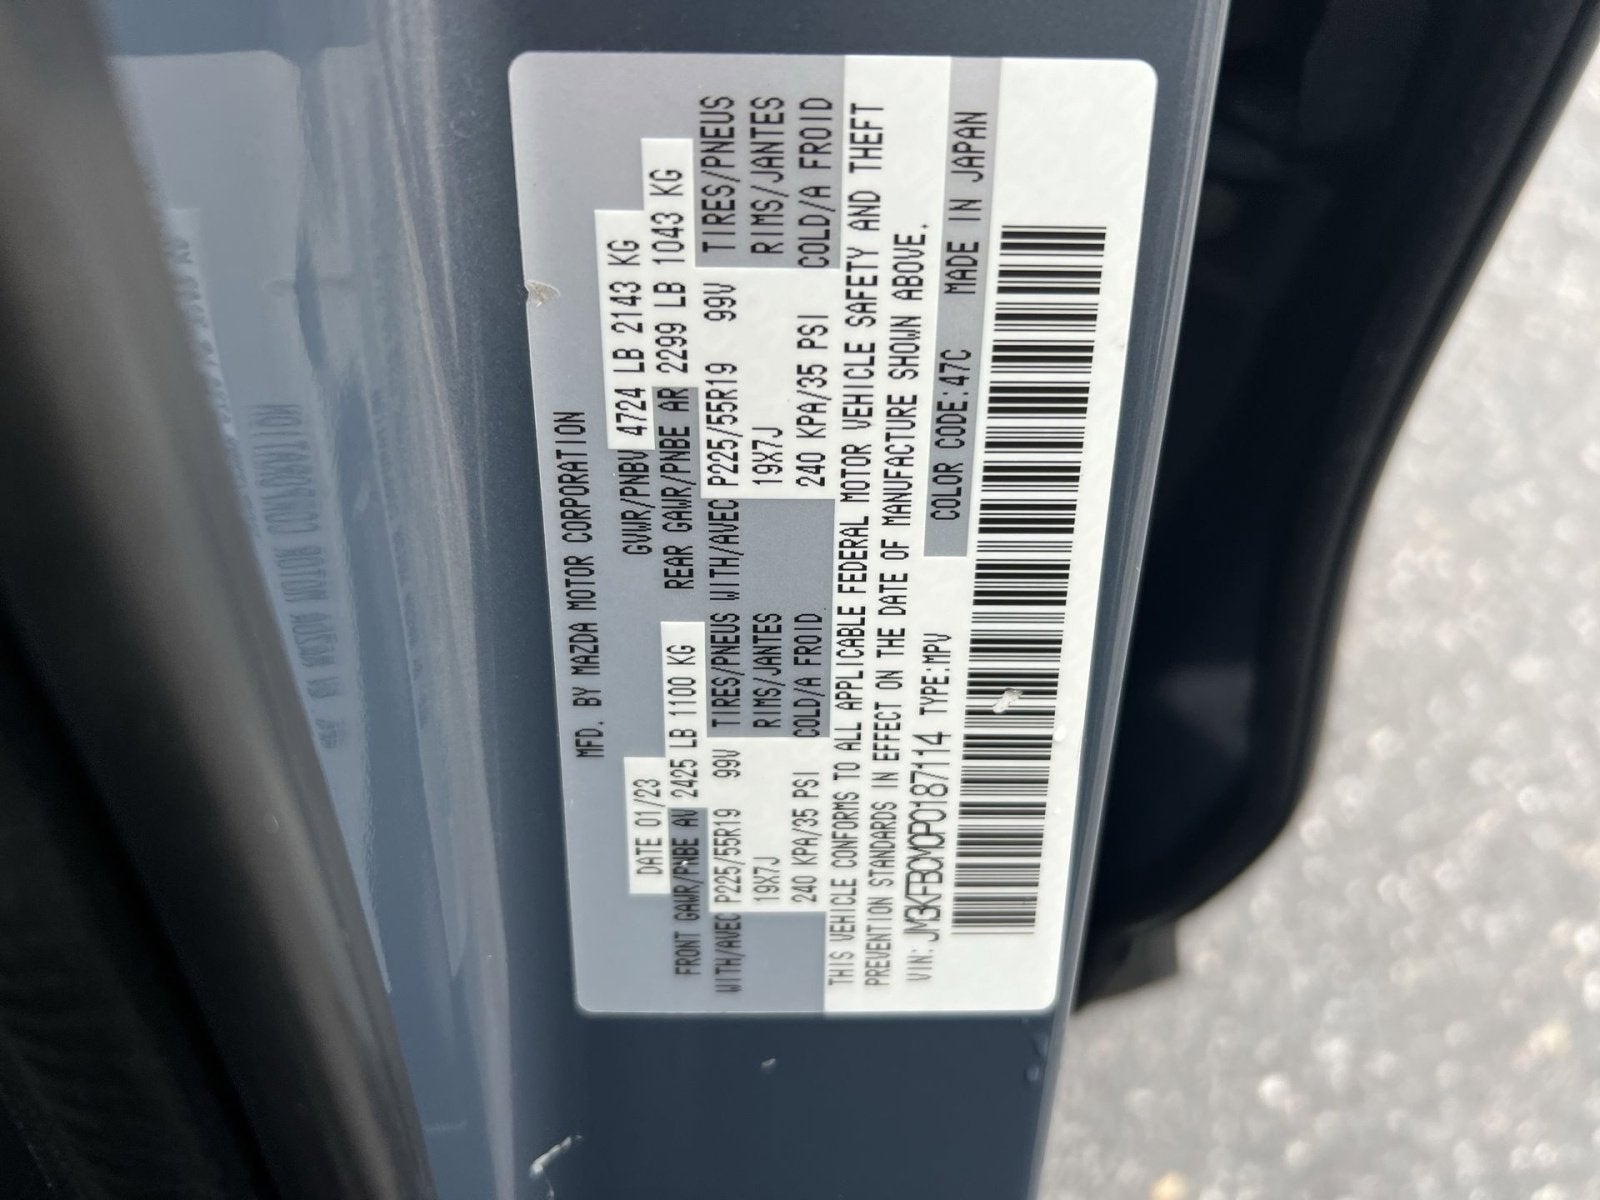 MFD. BY MAZDA MOTOR CORPORATION
DATE 01/23 GVWR/PNBV 4724 LB 2143 KG
FRONT GAWR/PNBE AV 2425 LB 1100 KG REAR GAWR/PNBE AR 2299 LB 1043 KG
WITH/AVEC P225/55R19 99V TIRES/PNEUS WITH/AVEC P225/55R19 99V TIRES/PNEUS
19X7J RIMS/JANTES 19X7J RIMS/JANTES
240 KPA/35 PSI COLD/A FROID 240 KPA/35 PSI COLD/A FROID
THIS VEHICLE CONFORMS TO ALL APPLICABLE FEDERAL MOTOR VEHICLE SAFETY AND THEFT
PREVENTION STANDARDS IN EFFECT ON THE DATE OF MANUFACTURE SHOWN ABOVE.
VIN: JM3KFBCM0P0187114 TYPE:MPV COLOR CODE:47C MADE IN JAPAN